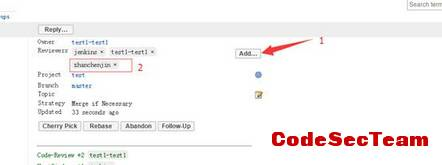 Search term
Reply...
Owner test1-test1
Reviewers jenkins × test1-test1 × Add... 1
shanchenjin × 2
Project test
Branch master
Topic
Strategy Merge if Necessary
Updated 33 seconds ago
Cherry Pick Rebase Abandon Follow-Up
CodeSecTeam
Code-Review +2 test1-test1